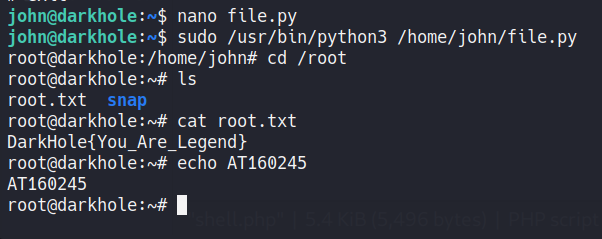 john@darkhole:~$ nano file.py
john@darkhole:~$ sudo /usr/bin/python3 /home/john/file.py
root@darkhole:/home/john# cd /root
root@darkhole:~# ls
root.txt  snap
root@darkhole:~# cat root.txt
DarkHole{You_Are_Legend}
root@darkhole:~# echo AT160245
AT160245
root@darkhole:~#
"shell.php" | 5.4 KiB (5,496 bytes) | PHP script